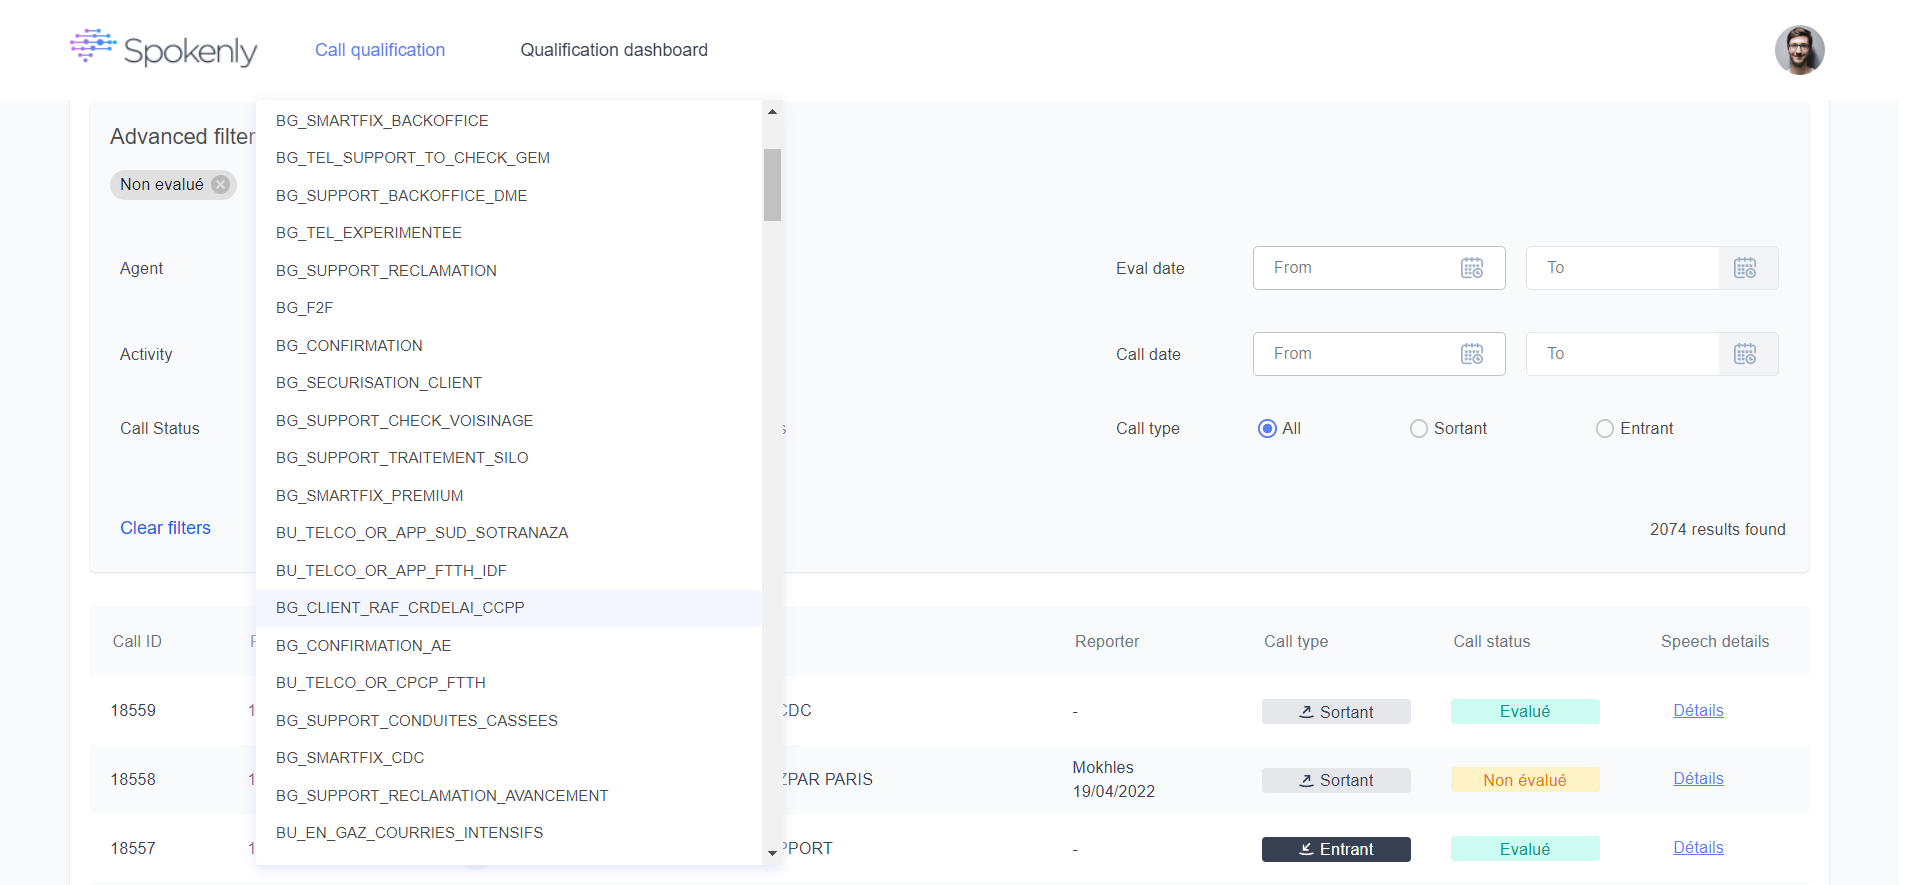 Spokenly
Call qualification
Qualification dashboard
Advanced filter
Non evalué
Agent
Activity
Call Status
Clear filters
BG_SMARTFIX_BACKOFFICE
BG_TEL_SUPPORT_TO_CHECK_GEM
BG_SUPPORT_BACKOFFICE_DME
BG_TEL_EXPERIMENTEE
BG_SUPPORT_RECLAMATION
BG_F2F
BG_CONFIRMATION
BG_SECURISATION_CLIENT
BG_SUPPORT_CHECK_VOISINAGE
BG_SUPPORT_TRAITEMENT_SILO
BG_SMARTFIX_PREMIUM
BU_TELCO_OR_APP_SUD_SOTRANAZA
BU_TELCO_OR_APP_FTTH_IDF
BG_CLIENT_RAF_CRDELAI_CCPP
BG_CONFIRMATION_AE
BU_TELCO_OR_CPCP_FTTH
BG_SUPPORT_CONDUITES_CASSEES
BG_SMARTFIX_CDC
BG_SUPPORT_RECLAMATION_AVANCEMENT
BU_EN_GAZ_COURRIES_INTENSIFS
Eval date From To
Call date From To
Call type All Sortant Entrant
2074 results found
Call ID Reporter Call type Call status Speech details
18559 1 CDC - Sortant Evalué Détails
18558 1 PAR PARIS Mokhles Sortant Non évalué Détails
19/04/2022
18557 1 PORT - Entrant Evalué Détails